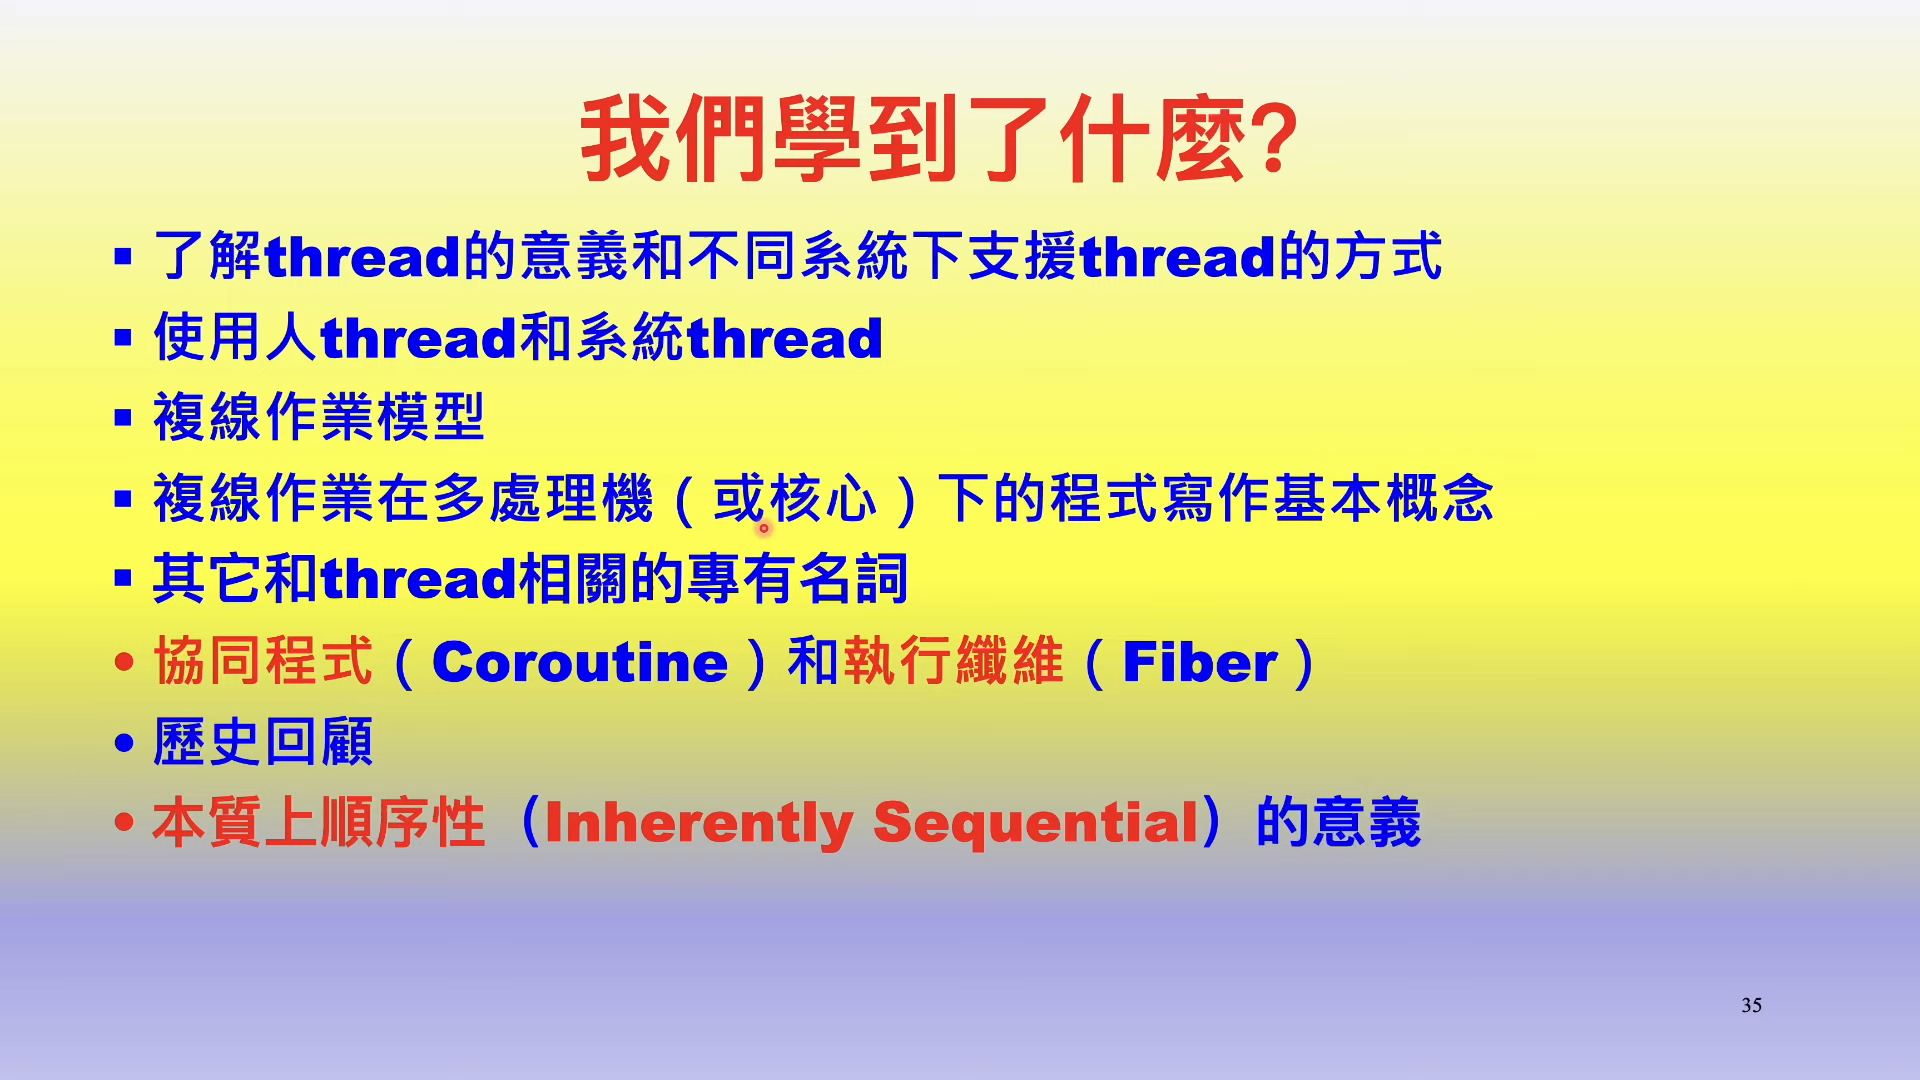 我們學到了什麼?
▪ 了解thread的意義和不同系統下支援thread的方式
▪ 使用人thread和系統thread
▪ 複線作業模型
▪ 複線作業在多處理機（或核心）下的程式寫作基本概念
▪ 其它和thread相關的專有名詞
• 協同程式（Coroutine）和執行纖維（Fiber）
• 歷史回顧
• 本質上順序性（Inherently Sequential）的意義
35